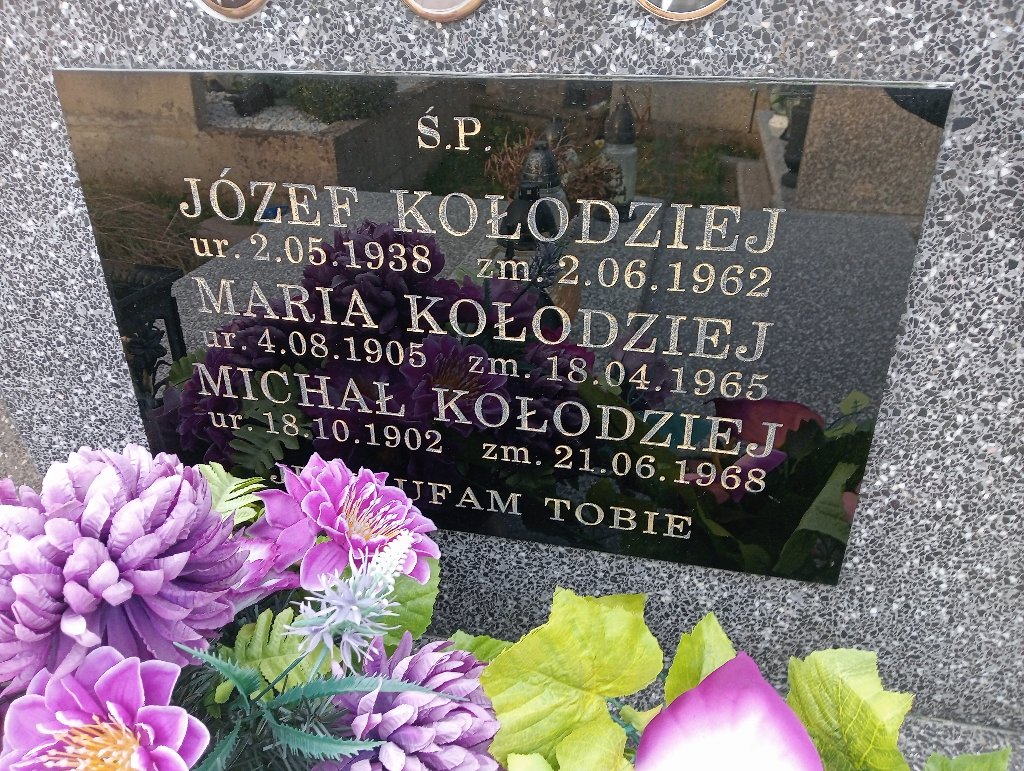 Ś.P.
JÓZEF KOŁODZIEJ
ur. 2.05.1938 zm. 2.06.1962
MARIA KOŁODZIEJ
ur. 4.08.1905 zm. 18.04.1965
MICHAŁ KOŁODZIEJ
ur. 18.10.1902 zm. 21.06.1968
UFAM TOBIE